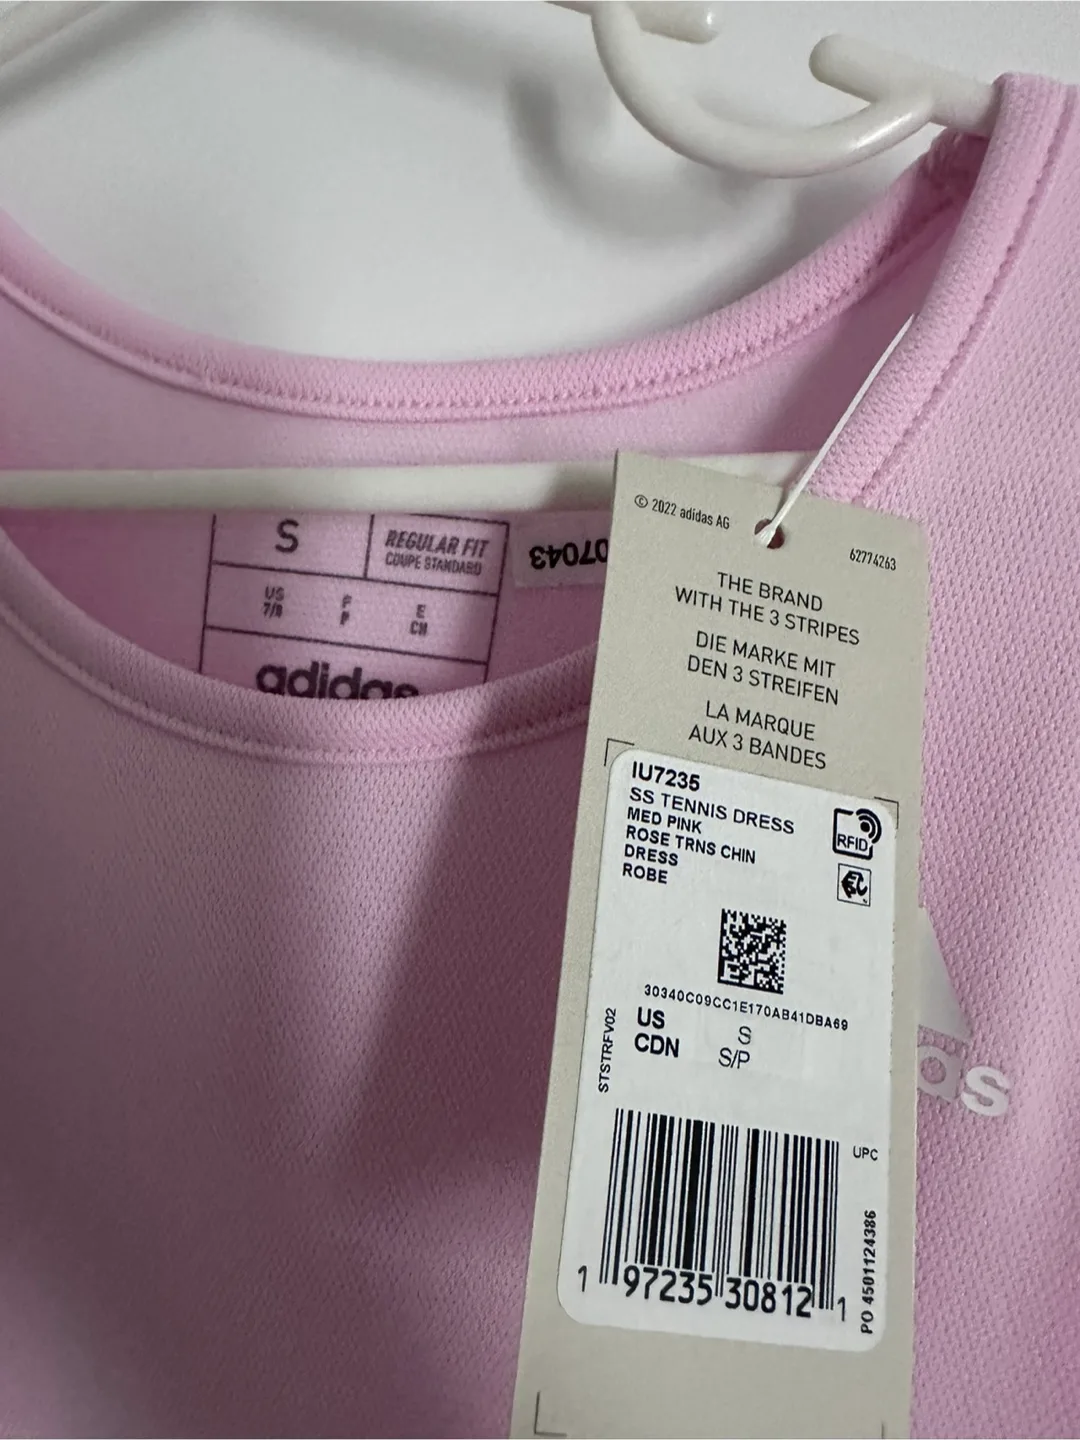 S
REGULAR FIT
COUPE STANDARD
US
7/8
F
P
E
CH
adidas
07043
© 2022 adidas AG
62774263
THE BRAND
WITH THE 3 STRIPES
DIE MARKE MIT
DEN 3 STREIFEN
LA MARQUE
AUX 3 BANDES
IU7235
SS TENNIS DRESS
MED PINK
ROSE TRNS CHIN
DRESS
ROBE
RFID
30340C09CC1E170AB41DBA69
US S
CDN S/P
STSTRFV02
UPC
PO 4501124386
1 97235 30812 1
das